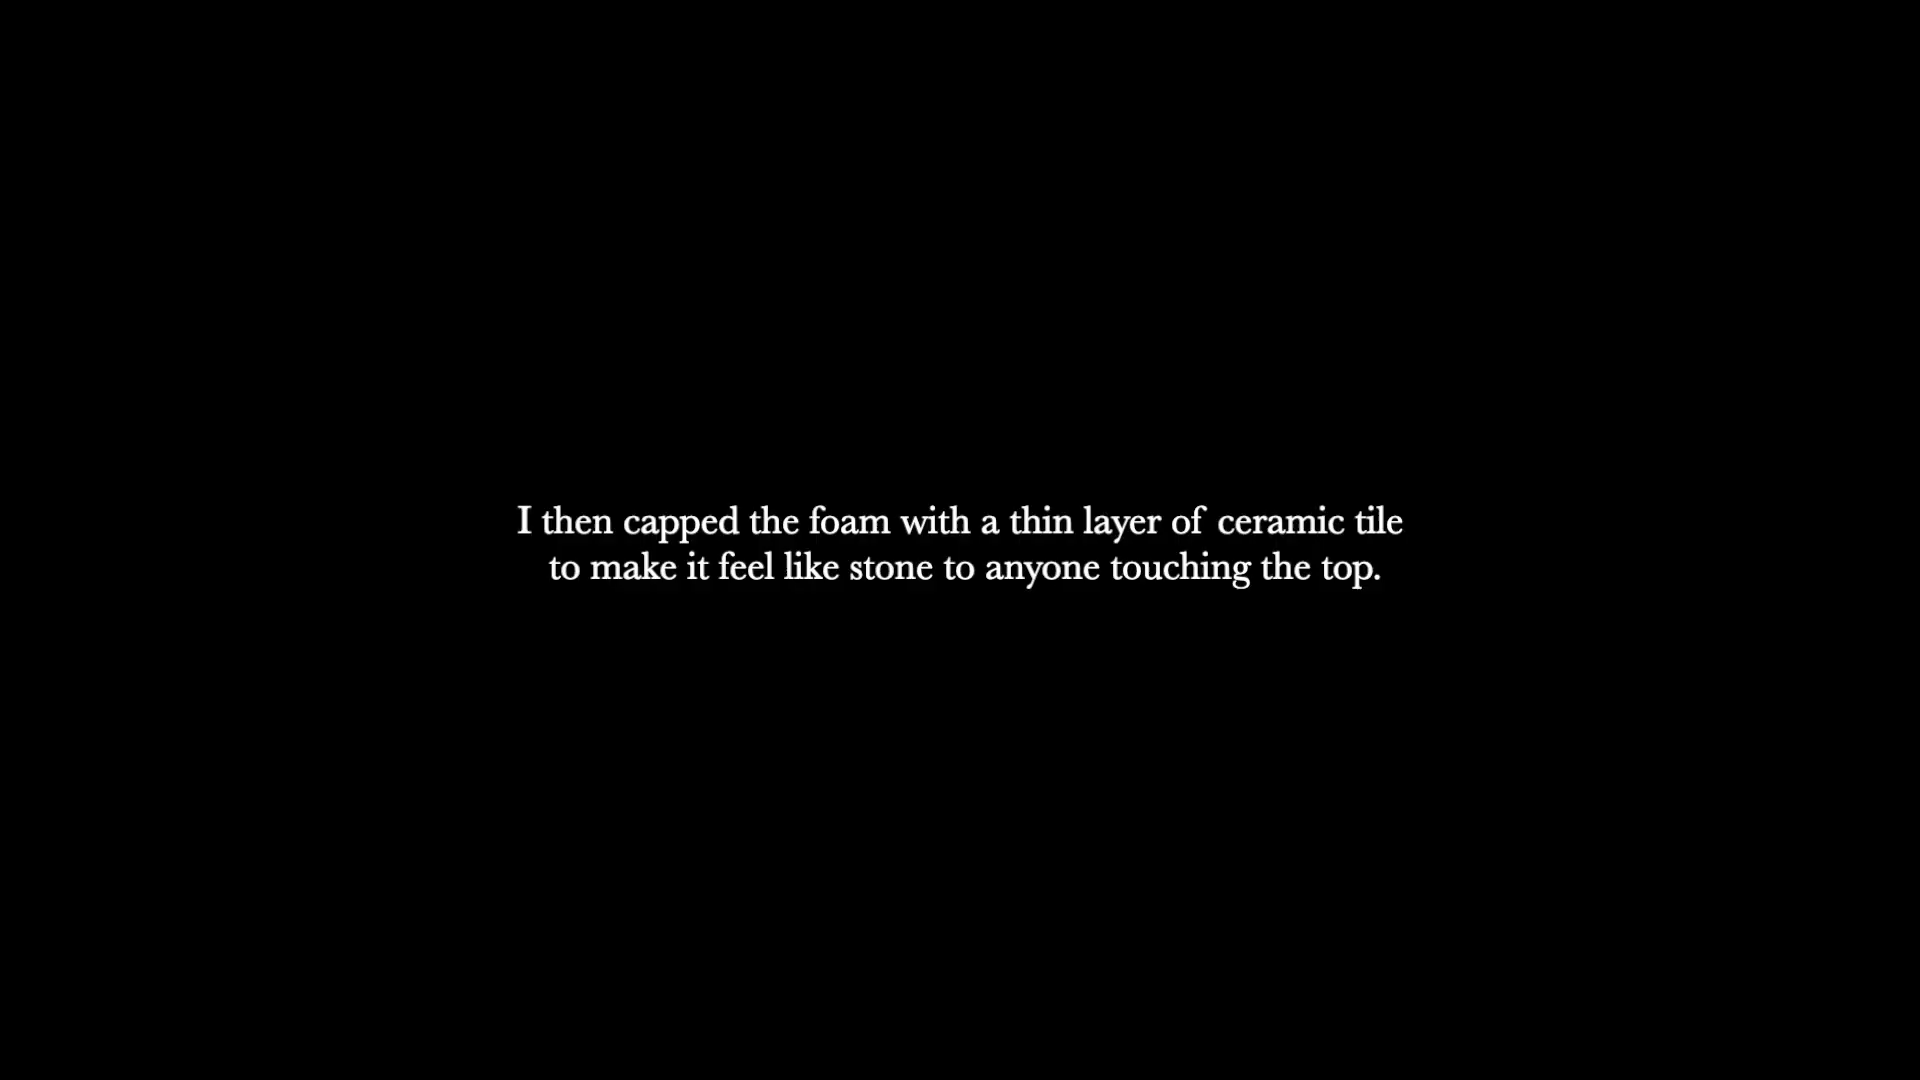 I then capped the foam with a thin layer of ceramic tile
to make it feel like stone to anyone touching the top.